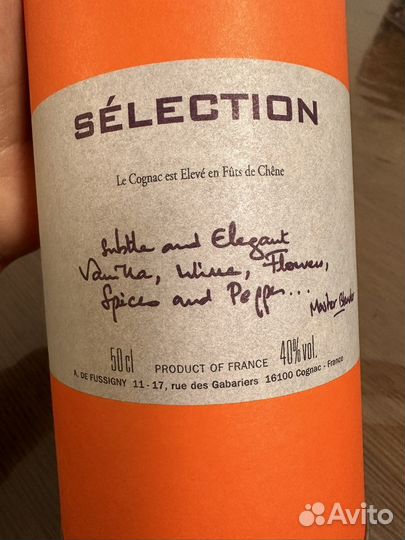 SÉLECTION
Le Cognac est Elevé en Fûts de Chêne
Subtle and Elegant
Vanilla, Wine, Flowers,
Spices and Pepper...
Master Blender
50 cl PRODUCT OF FRANCE 40% vol.
A. DE FUSSIGNY 11-17, rue des Gabariers 16100 Cognac - France
Avito